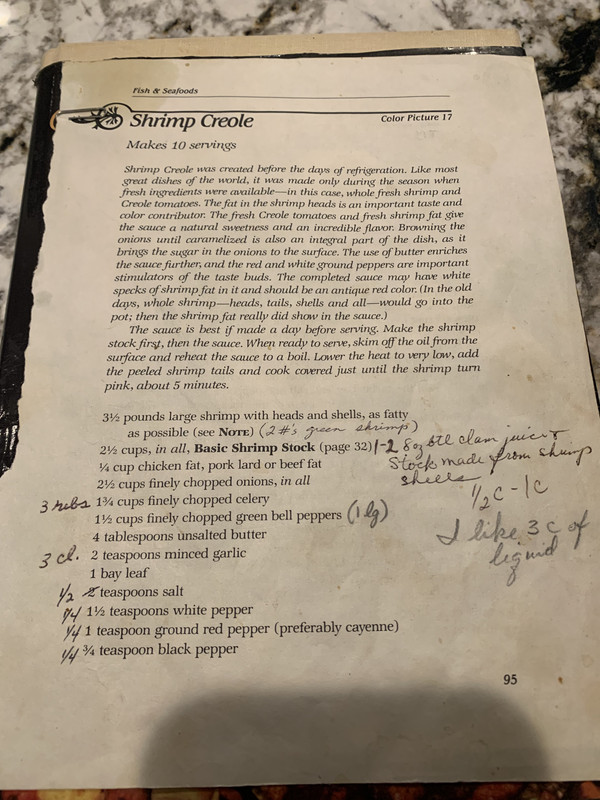 Fish & Seafoods
Shrimp Creole
Color Picture 17
Makes 10 servings
Shrimp Creole was created before the days of refrigeration. Like most
great dishes of the world, it was made only during the season when
fresh ingredients were available—in this case, whole fresh shrimp and
Creole tomatoes. The fat in the shrimp heads is an important taste and
color contributor. The fresh Creole tomatoes and fresh shrimp fat give
the sauce a natural sweetness and an incredible flavor. Browning the
onions until caramelized is also an integral part of the dish, as it
brings the sugar in the onions to the surface. The use of butter enriches
the sauce further, and the red and white ground peppers are important
stimulators of the taste buds. The completed sauce may have white
specks of shrimp fat in it and should be an antique red color. (In the old
days, whole shrimp—heads, tails, shells and all—would go into the
pot; then the shrimp fat really did show in the sauce.)
The sauce is best if made a day before serving. Make the shrimp
stock first, then the sauce. When ready to serve, skim off the oil from the
surface and reheat the sauce to a boil. Lower the heat to very low, add
the peeled shrimp tails and cook covered just until the shrimp turn
pink, about 5 minutes.
3½ pounds large shrimp with heads and shells, as fatty
as possible (see NOTE) (2 #'s green shrimp)
2½ cups, in all, Basic Shrimp Stock (page 32) 1-2 8 oz btl clam juice &
Stock made from shrimp
shells
¼ cup chicken fat, pork lard or beef fat
2½ cups finely chopped onions, in all
½ c - 1 c
3 ribs 1¾ cups finely chopped celery
1½ cups finely chopped green bell peppers (1 lg)
I like 3 c of
liquid
4 tablespoons unsalted butter
3 cl. 2 teaspoons minced garlic
1 bay leaf
1/2 2 teaspoons salt
1/4 1½ teaspoons white pepper
1/4 1 teaspoon ground red pepper (preferably cayenne)
1/4 ¾ teaspoon black pepper
95